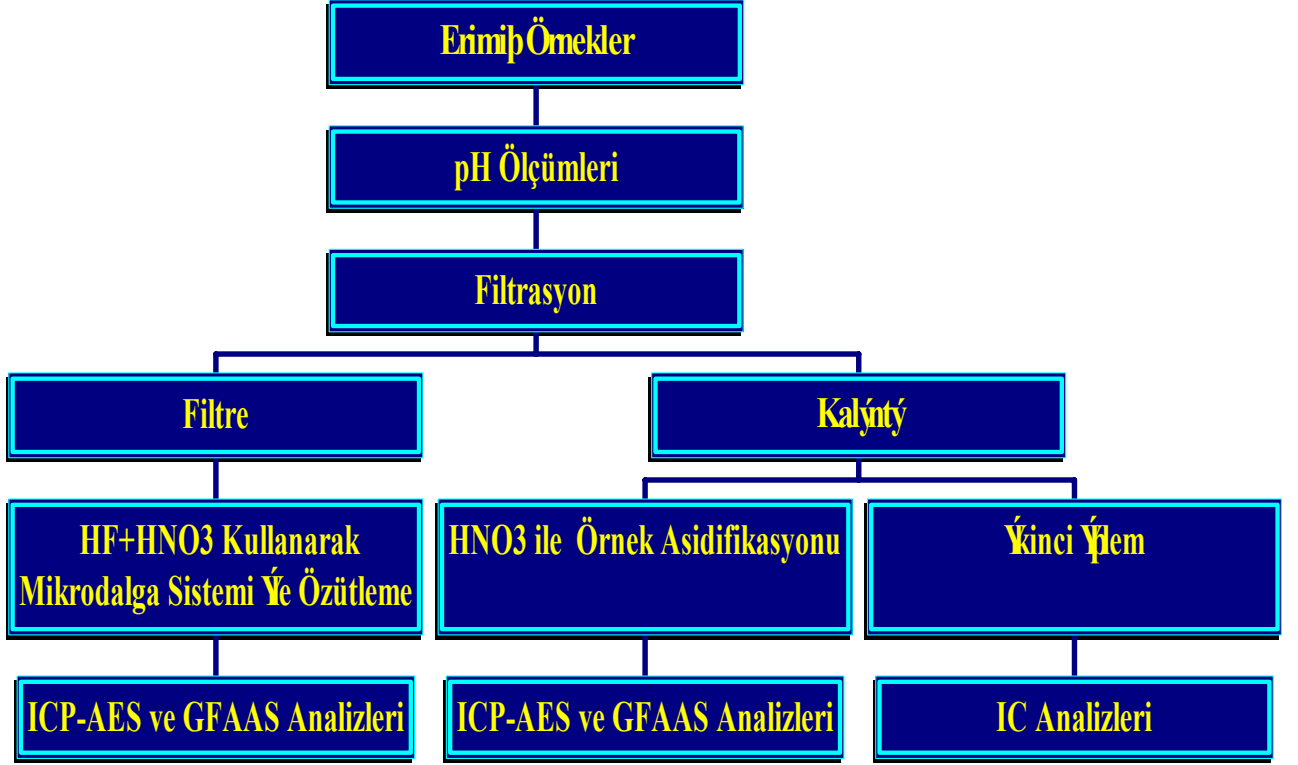 Erimiþ Örnekler
pH Ölçümleri
Filtrasyon
Filtre
Kalýntý
HF+HNO3 Kullanarak
Mikrodalga Sistemi Ýle Özütleme
HNO3 ile Örnek Asidifikasyonu
Ýkinci Ýþlem
ICP-AES ve GFAAS Analizleri
ICP-AES ve GFAAS Analizleri
IC Analizleri